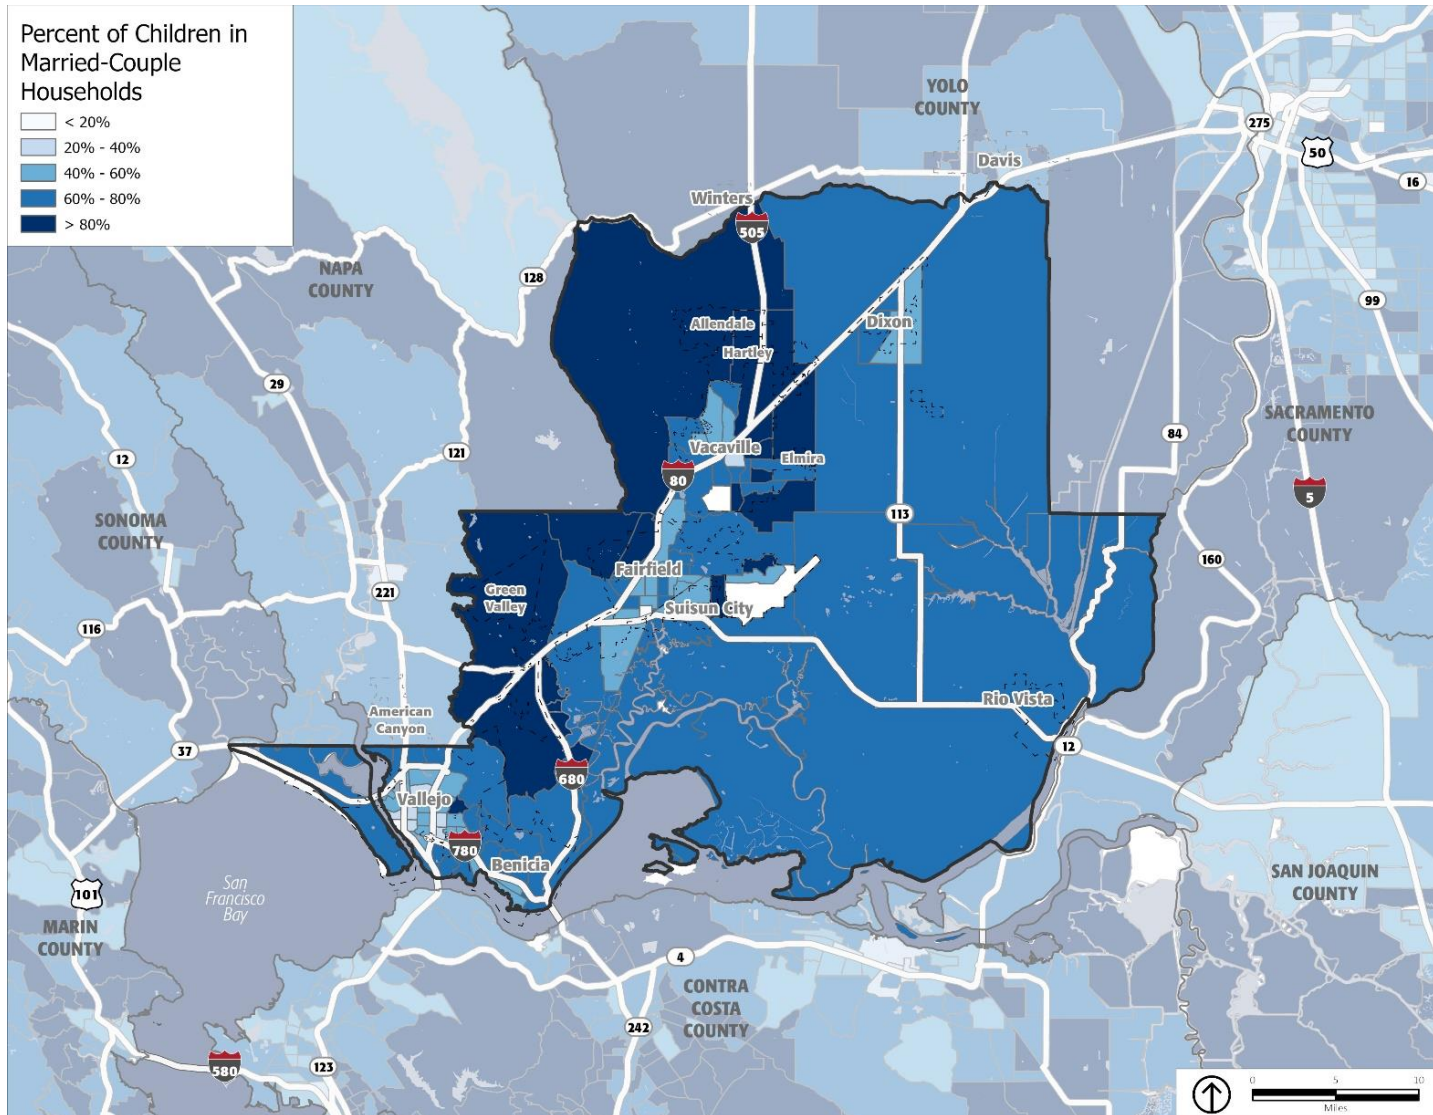 Percent of Children in
Married-Couple
Households
< 20%
20% - 40%
40% - 60%
60% - 80%
> 80%
YOLO
COUNTY
275
50
Davis
16
Winters
505
NAPA
COUNTY
128
99
Allendale
Dixon
Hartley
29
SACRAMENTO
COUNTY
84
Vacaville
121
12
Elmira
80
5
113
SONOMA
COUNTY
160
Fairfield
Green
Valley
221
Suisun City
116
Rio Vista
American
Canyon
12
37
680
Vallejo
780
Benicia
San
Francisco
Bay
101
SAN JOAQUIN
COUNTY
MARIN
COUNTY
4
CONTRA
COSTA
COUNTY
242
580
123
0 5 10
Miles